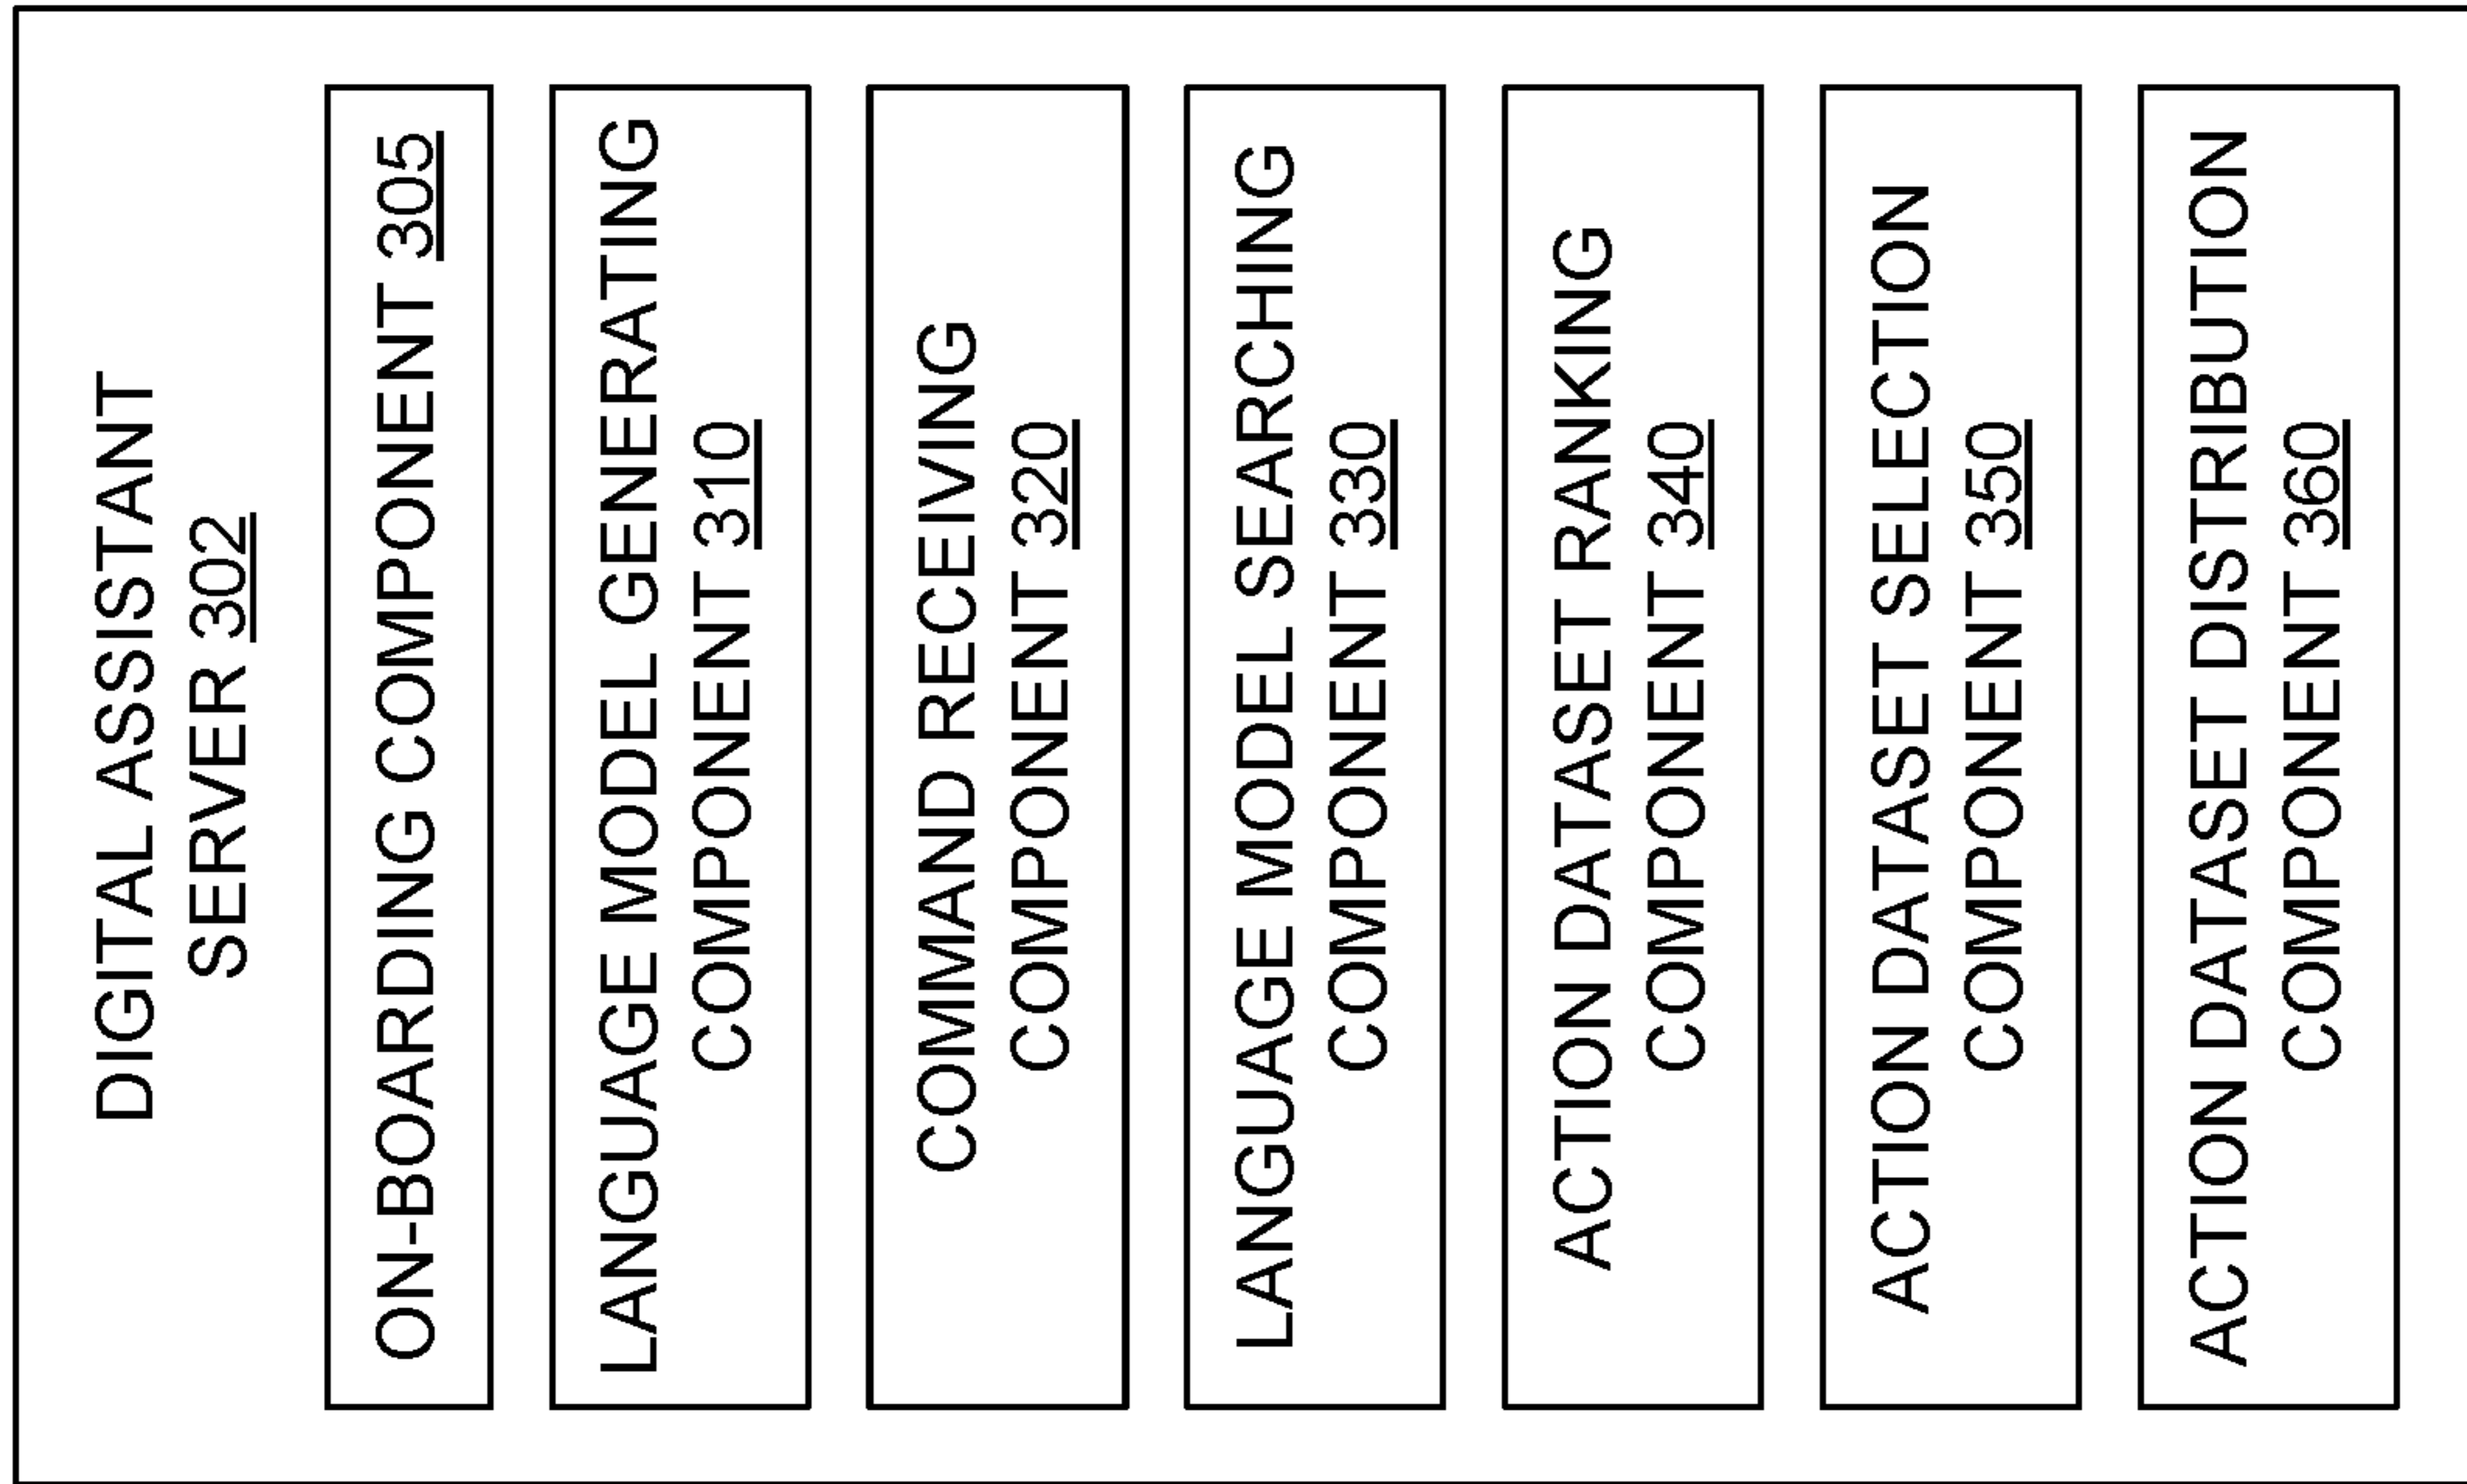 DIGITAL ASSISTANT
SERVER 302
ON-BOARDING COMPONENT 305
LANGUAGE MODEL GENERATING
COMPONENT 310
COMMAND RECEIVING
COMPONENT 320
LANGUAGE MODEL SEARCHING
COMPONENT 330
ACTION DATASET RANKING
COMPONENT 340
ACTION DATASET SELECTION
COMPONENT 350
ACTION DATASET DISTRIBUTION
COMPONENT 360